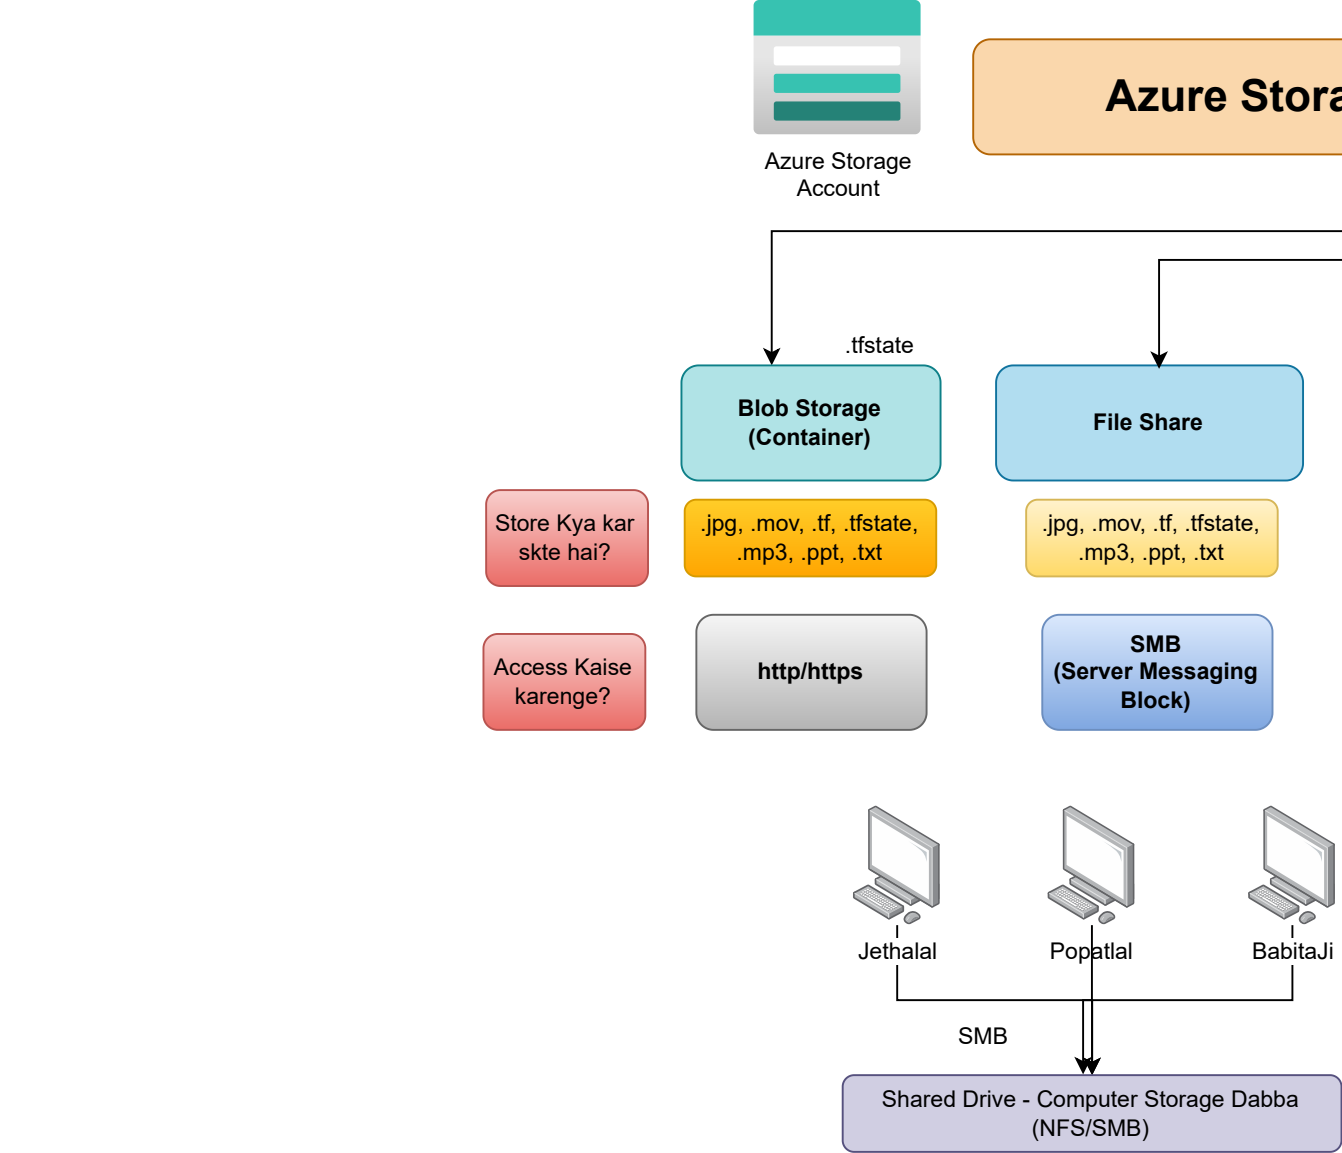 Azure Storage
Account
Azure Stora
.tfstate
Blob Storage
(Container)
File Share
Store Kya kar
skte hai?
.jpg, .mov, .tf, .tfstate,
.mp3, .ppt, .txt
.jpg, .mov, .tf, .tfstate,
.mp3, .ppt, .txt
Access Kaise
karenge?
http/https
SMB
(Server Messaging
Block)
Jethalal
Popatlal
BabitaJi
SMB
Shared Drive - Computer Storage Dabba
(NFS/SMB)